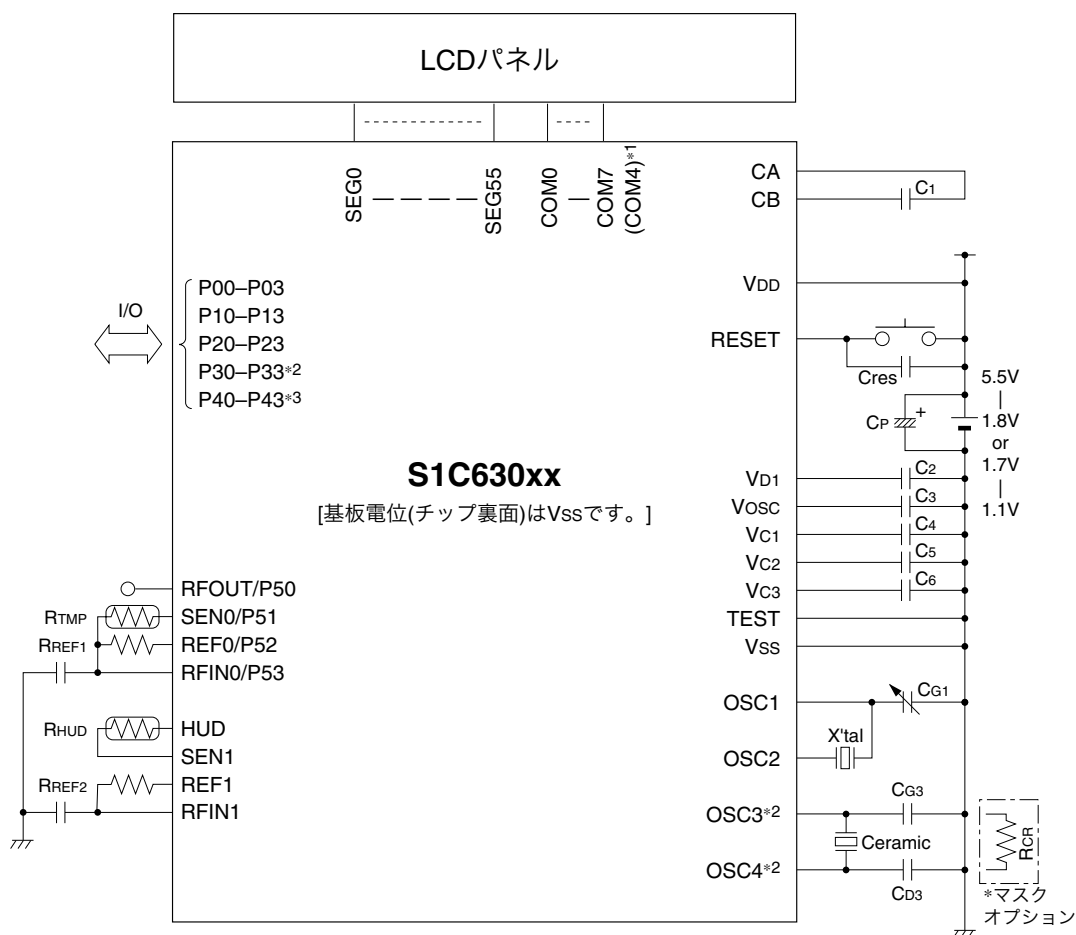 LCDパネル
SEG0
SEG55
COM0
COM7
(COM4)*1
CA
CB
C1
VDD
RESET
Cres
CP
+
5.5V
|
1.8V
or
1.7V
|
1.1V
I/O
P00–P03
P10–P13
P20–P23
P30–P33*2
P40–P43*3
S1C630xx
[基板電位(チップ裏面)はVSSです。]
VD1
C2
VOSC
C3
VC1
C4
VC2
C5
VC3
C6
TEST
VSS
RFOUT/P50
RTMP
SEN0/P51
RREF1
REF0/P52
RFIN0/P53
RHUD
HUD
SEN1
RREF2
REF1
RFIN1
OSC1
CG1
X'tal
OSC2
CG3
OSC3*2
Ceramic
OSC4*2
CD3
RCR
*マスク
オプション